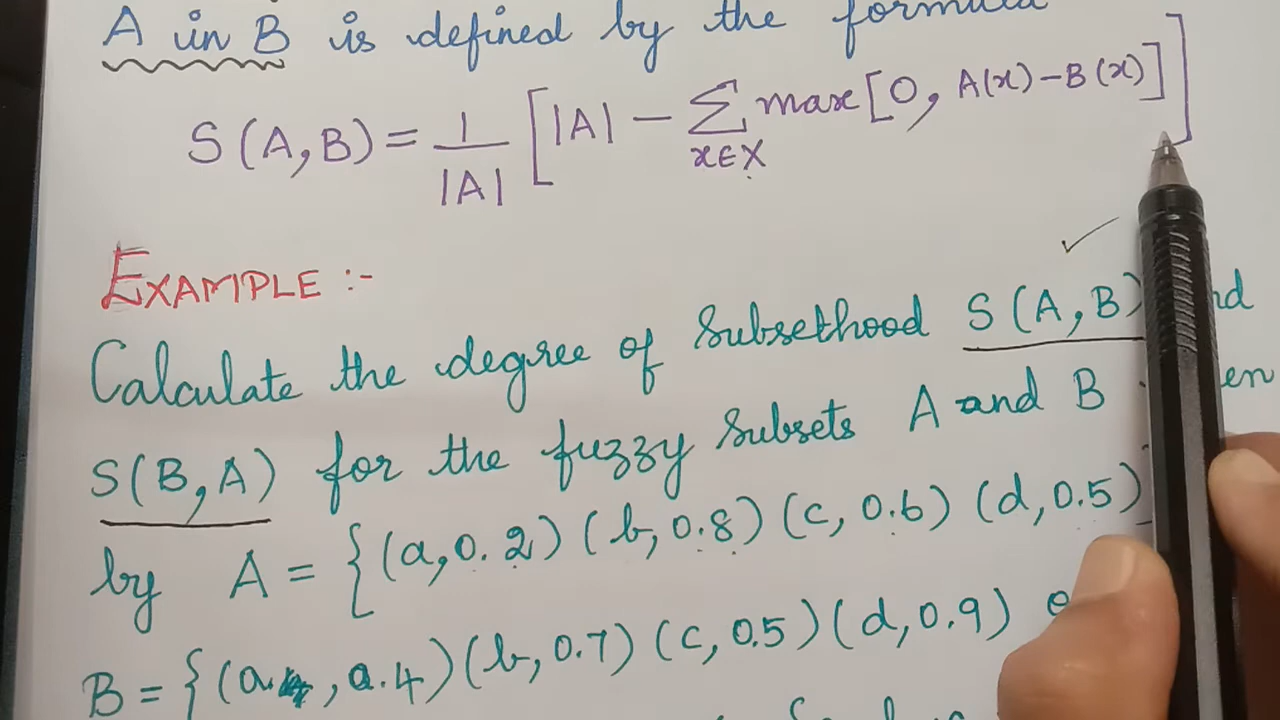 A in B is defined by the formula
S(A,B) = 1/|A| [|A| - ∑x∈X max[0, A(x)-B(x)]]
EXAMPLE :-
Calculate the degree of Subsethood S(A,B)
S(B,A) for the fuzzy Subsets A and B
by A = {(a,0.2) (b,0.8) (c,0.6) (d,0.5)
B = {(a, 0.4) (b,0.7) (c,0.5) (d,0.9)